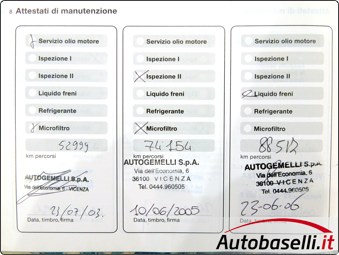 Attestati di manutenzione
Servizio olio motore
Ispezione I
Ispezione II
Liquido freni
Refrigerante
Microfiltro
52999
km percorsi
AUTOGEMELLI S.p.A.
Via dell'Economia, 6 - VICENZA
23/07/03
Data, timbro, firma
Servizio olio motore
Ispezione I
Ispezione II
Liquido freni
Refrigerante
Microfiltro
74154
km percorsi
AUTOGEMELLI S.p.A.
Via dell'Economia, 6
36100 VICENZA
Tel. 0444.960505
10/06/2005
Data, timbro, firma
Servizio olio motore
Ispezione I
Ispezione II
Liquido freni
Refrigerante
Microfiltro
88512
km percorsi
AUTOGEMELLI S.p.A.
Via dell'Economia, 6
36100 VICENZA
Tel. 0444.960505
23-06-06
Data, timbro, firma
Autobaselli.it